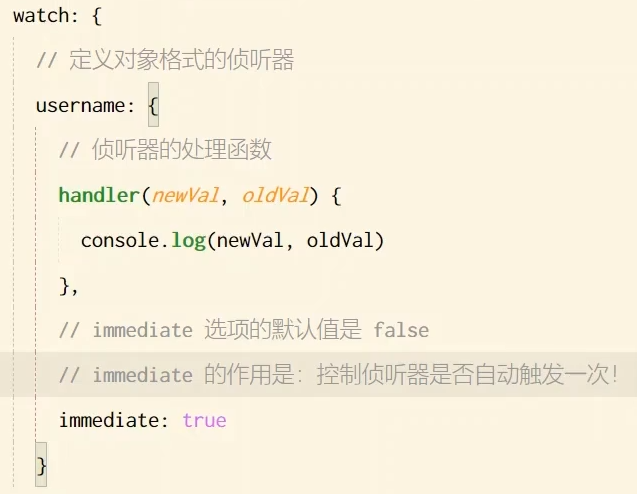 watch: {
// 定义对象格式的侦听器
username: {
// 侦听器的处理函数
handler(newVal, oldVal) {
console.log(newVal, oldVal)
},
// immediate 选项的默认值是 false
// immediate 的作用是：控制侦听器是否自动触发一次！
immediate: true
}